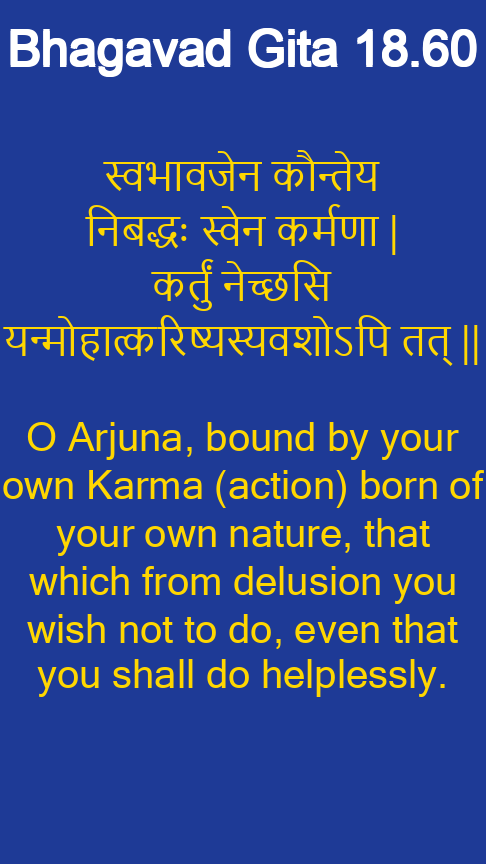 Bhagavad Gita 18.60
स्वभावजेन कौन्तेय
निबद्धः स्वेन कर्मणा |
कर्तुं नेच्छसि
यन्मोहात्करिष्यस्यवशोऽपि तत् ||
O Arjuna, bound by your
own Karma (action) born of
your own nature, that
which from delusion you
wish not to do, even that
you shall do helplessly.